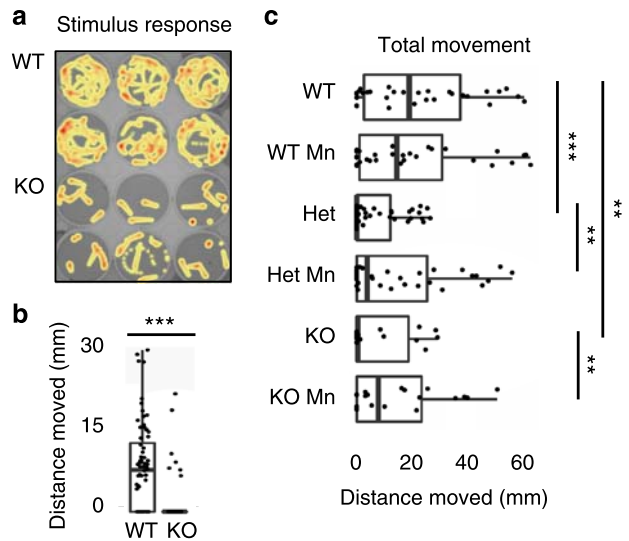 a
Stimulus response
WT
KO
b
***
Distance moved (mm)
30
15
0
WT KO
c
Total movement
WT
WT Mn
Het
Het Mn
KO
KO Mn
***
**
**
**
0 20 40 60
Distance moved (mm)